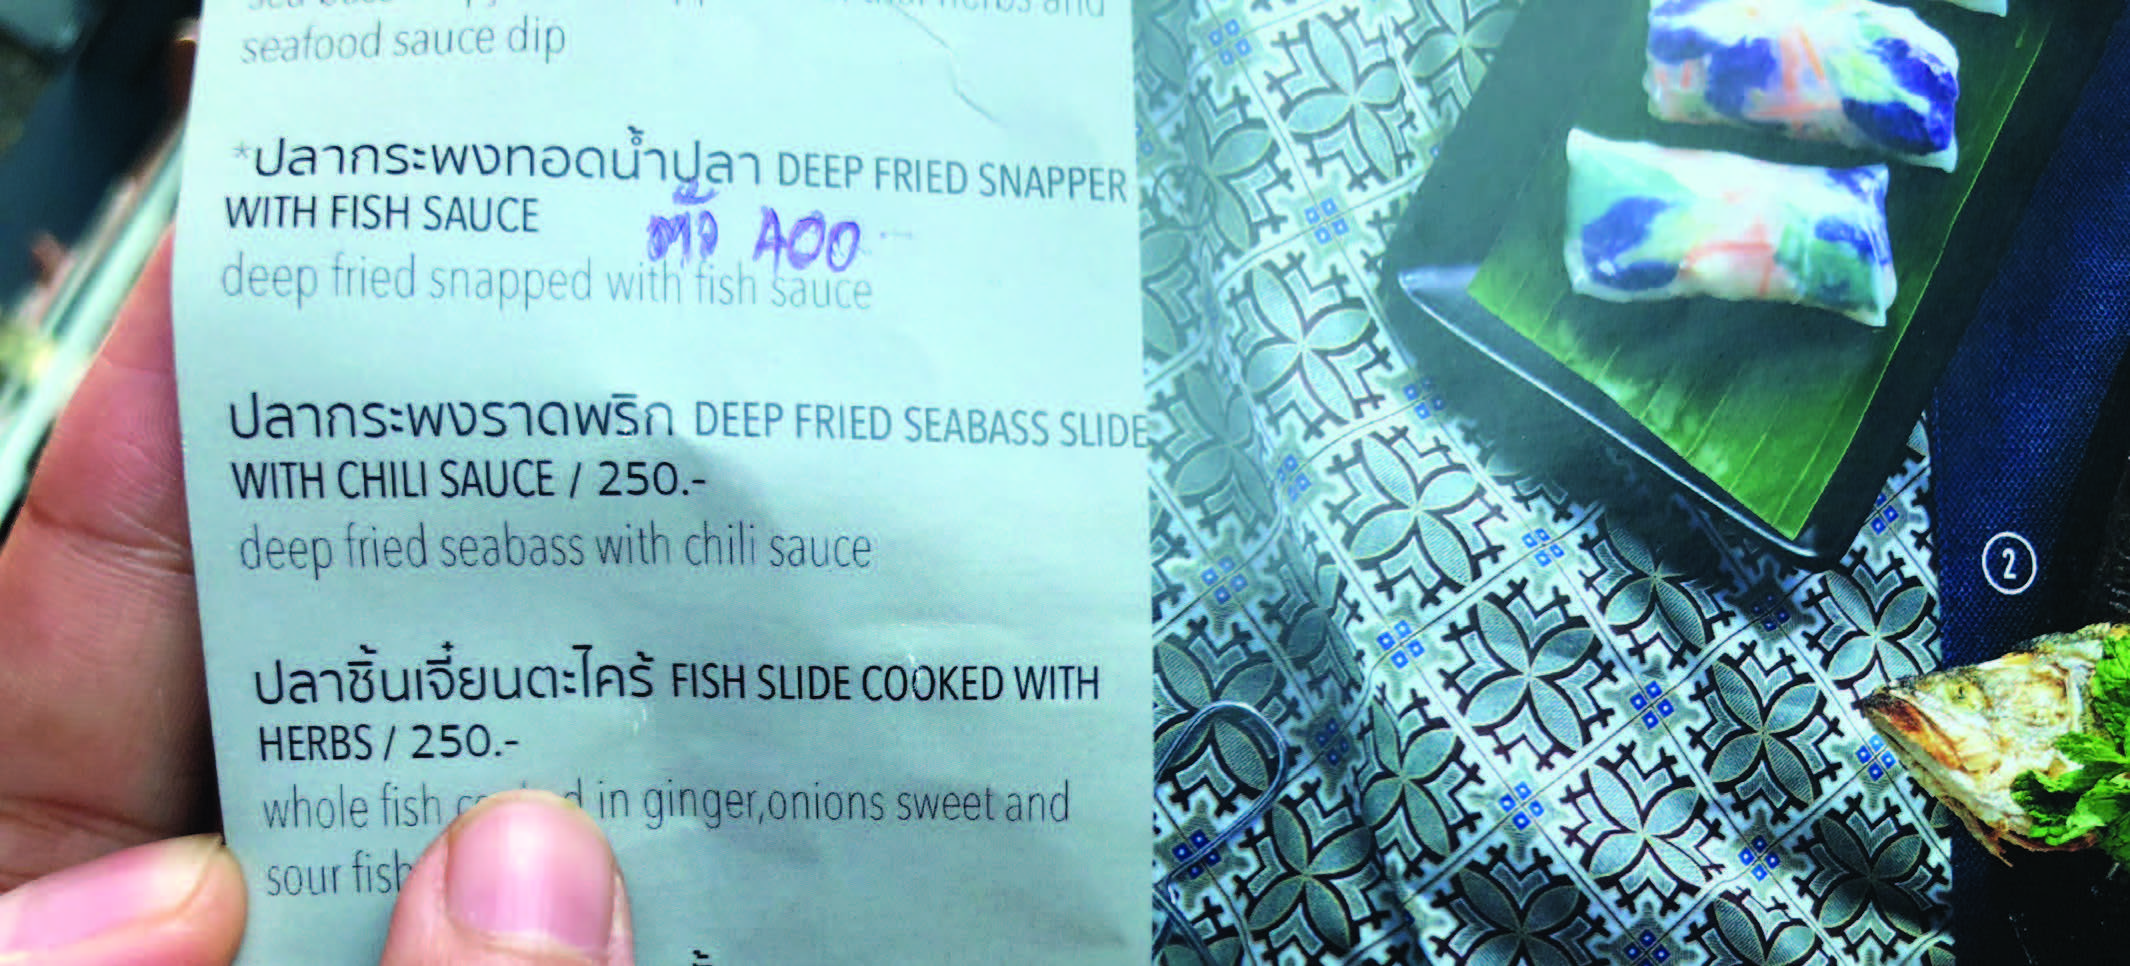 herbs and
seafood sauce dip
*ปลากระพงทอดน้ำปลา DEEP FRIED SNAPPER
WITH FISH SAUCE
400
deep fried snapped with fish sauce
ปลากระพงราดพริก DEEP FRIED SEABASS SLIDE
WITH CHILI SAUCE / 250.-
deep fried seabass with chili sauce
ปลาชิ้นเจี๋ยนตะไคร้ FISH SLIDE COOKED WITH
HERBS / 250.-
whole fish in ginger,onions sweet and
sour fish
2